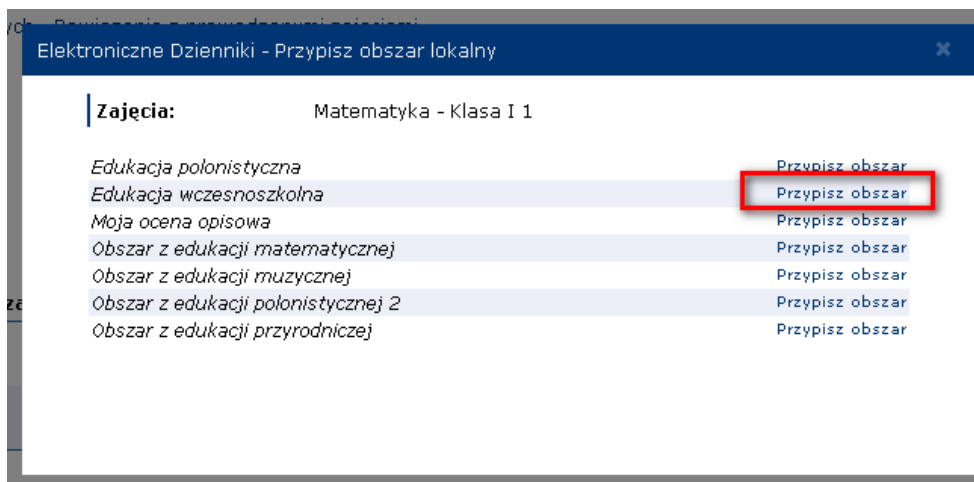 Elektroniczne Dzienniki - Przypisz obszar lokalny
Zajęcia: Matematyka - Klasa I 1
Edukacja polonistyczna Przypisz obszar
Edukacja wczesnoszkolna Przypisz obszar
Moja ocena opisowa Przypisz obszar
Obszar z edukacji matematycznej Przypisz obszar
Obszar z edukacji muzycznej Przypisz obszar
Obszar z edukacji polonistycznej 2 Przypisz obszar
Obszar z edukacji przyrodniczej Przypisz obszar